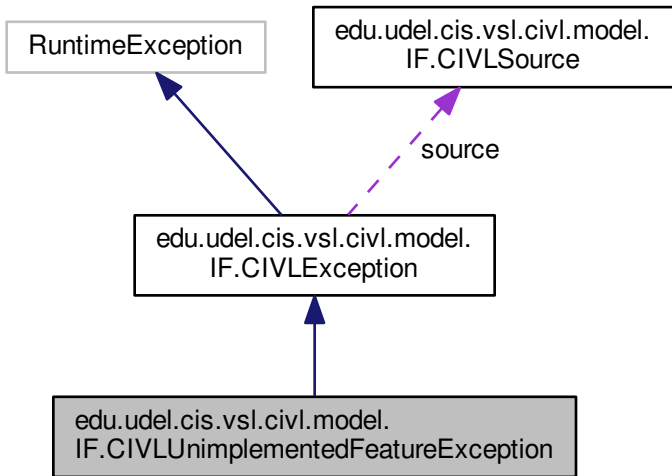 RuntimeException
edu.udel.cis.vsl.civl.model.
IF.CIVLSource
source
edu.udel.cis.vsl.civl.model.
IF.CIVLException
edu.udel.cis.vsl.civl.model.
IF.CIVLUnimplementedFeatureException